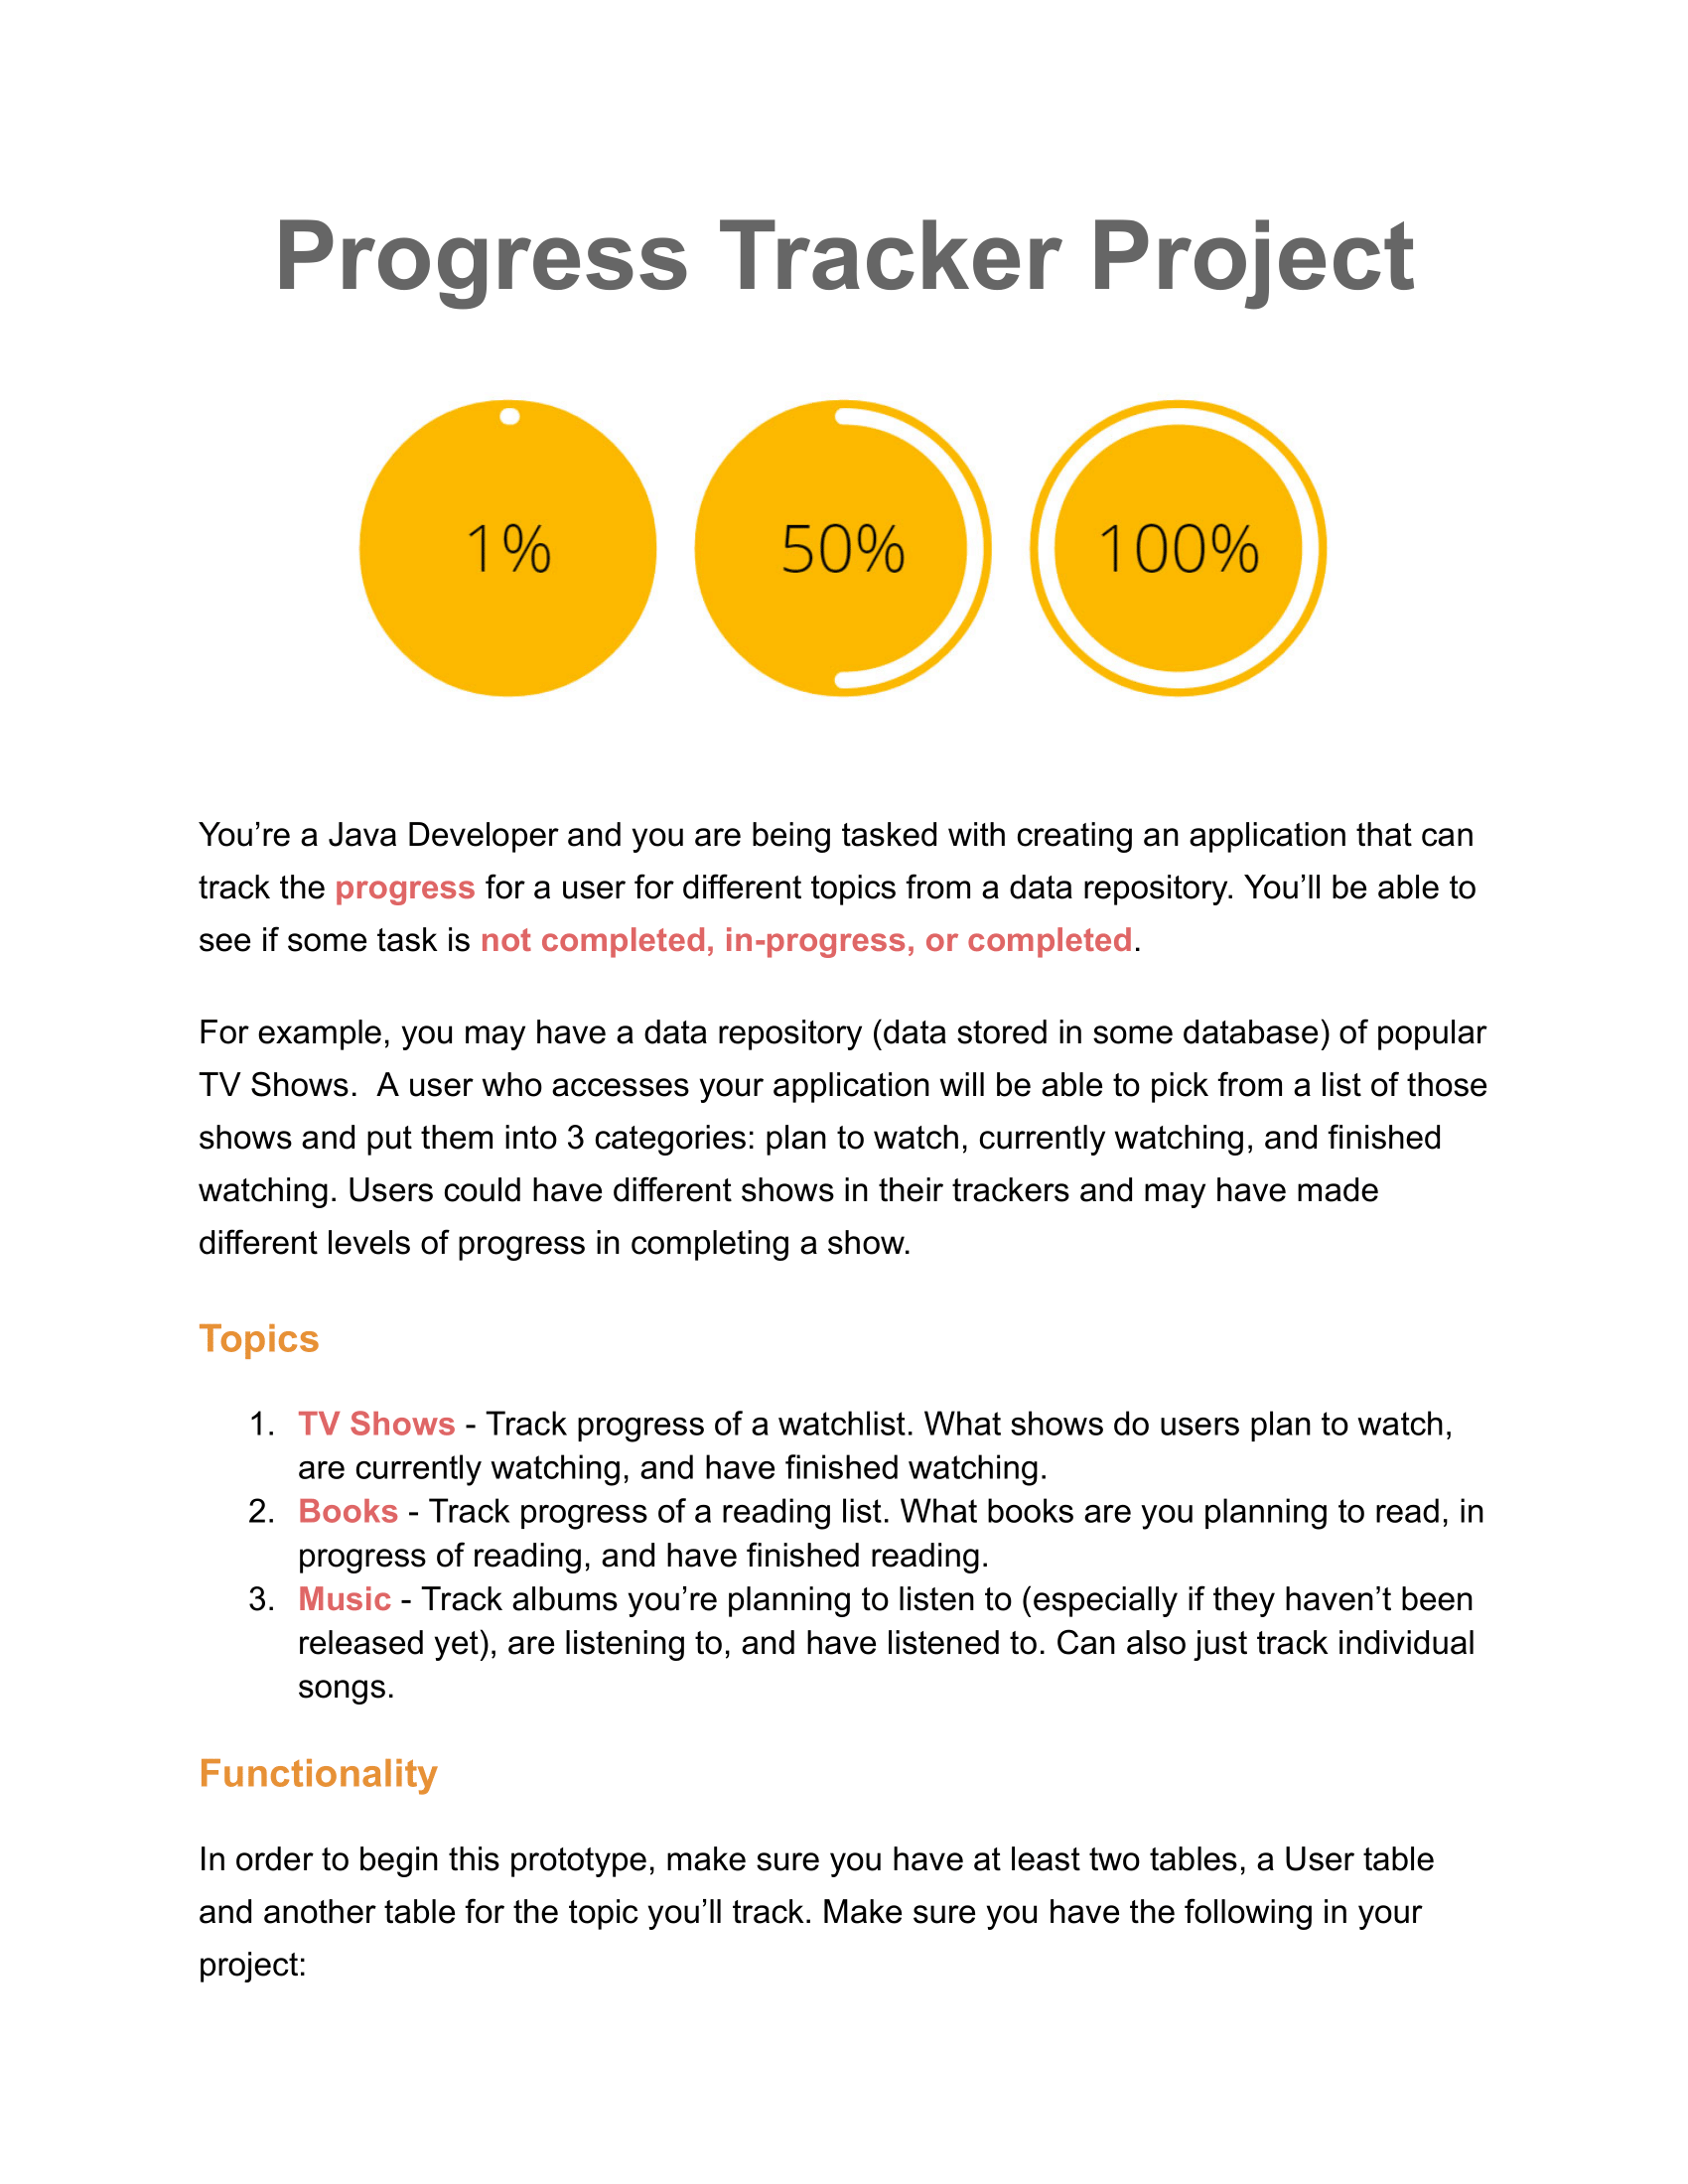 Progress Tracker Project
1% 50% 100%
You’re a Java Developer and you are being tasked with creating an application that can
track the progress for a user for different topics from a data repository. You’ll be able to
see if some task is not completed, in-progress, or completed.
For example, you may have a data repository (data stored in some database) of popular
TV Shows.  A user who accesses your application will be able to pick from a list of those
shows and put them into 3 categories: plan to watch, currently watching, and finished
watching. Users could have different shows in their trackers and may have made
different levels of progress in completing a show.
Topics
1. TV Shows - Track progress of a watchlist. What shows do users plan to watch,
are currently watching, and have finished watching.
2. Books - Track progress of a reading list. What books are you planning to read, in
progress of reading, and have finished reading.
3. Music - Track albums you’re planning to listen to (especially if they haven’t been
released yet), are listening to, and have listened to. Can also just track individual
songs.
Functionality
In order to begin this prototype, make sure you have at least two tables, a User table
and another table for the topic you’ll track. Make sure you have the following in your
project: